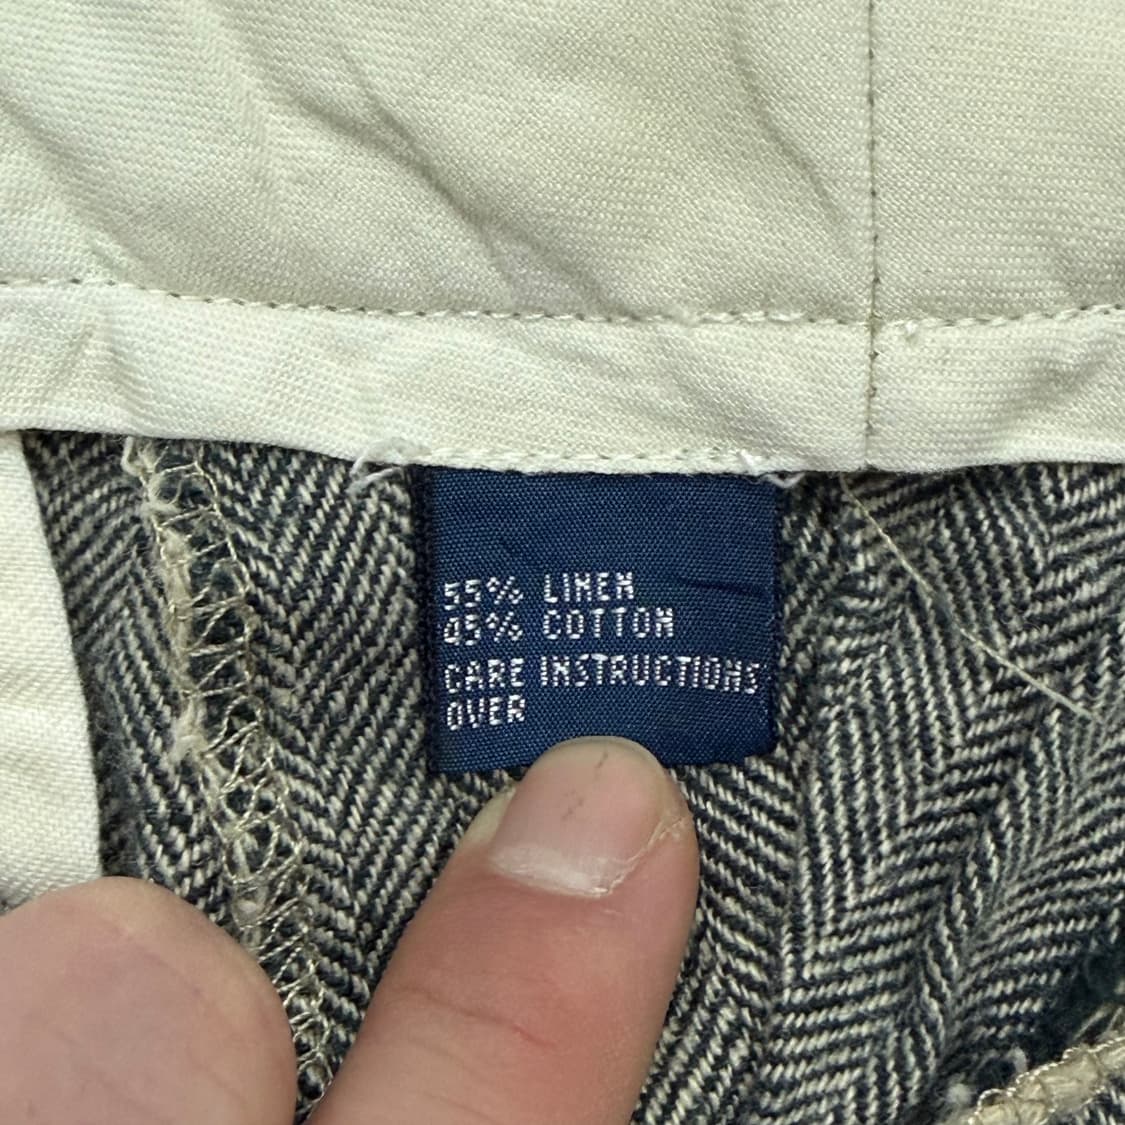 55% LINEN
45% COTTON
CARE INSTRUCTIONS
OVER